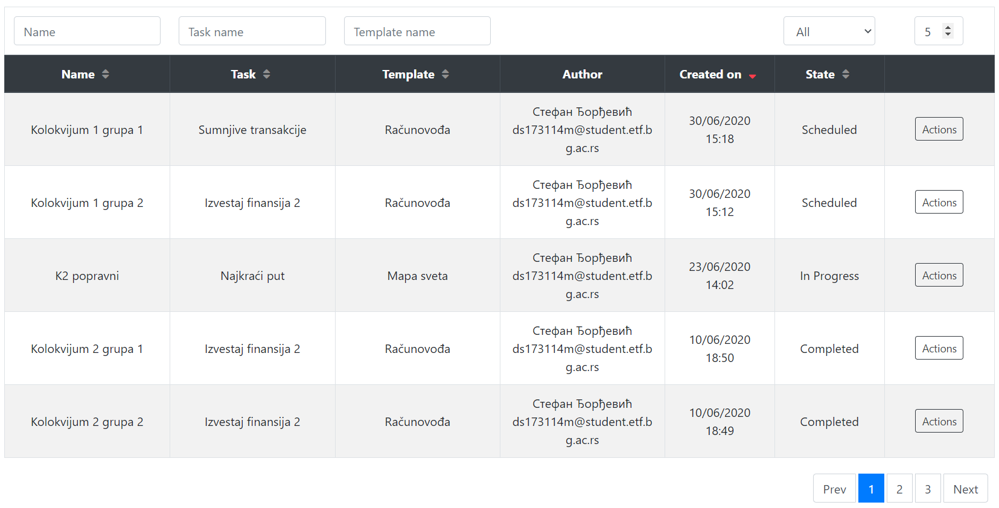 Name Task name Template name All 5
Name Task Template Author Created on State
Kolokvijum 1 grupa 1 Sumnjive transakcije Računovođa Стефан Ђорђевић 30/06/2020 Scheduled Actions
ds173114m@student.etf.b 15:18
g.ac.rs
Kolokvijum 1 grupa 2 Izvestaj finansija 2 Računovođa Стефан Ђорђевић 30/06/2020 Scheduled Actions
ds173114m@student.etf.b 15:12
g.ac.rs
K2 popravni Najkraći put Mapa sveta Стефан Ђорђевић 23/06/2020 In Progress Actions
ds173114m@student.etf.b 14:02
g.ac.rs
Kolokvijum 2 grupa 1 Izvestaj finansija 2 Računovođa Стефан Ђорђевић 10/06/2020 Completed Actions
ds173114m@student.etf.b 18:50
g.ac.rs
Kolokvijum 2 grupa 2 Izvestaj finansija 2 Računovođa Стефан Ђорђевић 10/06/2020 Completed Actions
ds173114m@student.etf.b 18:49
g.ac.rs
Prev 1 2 3 Next